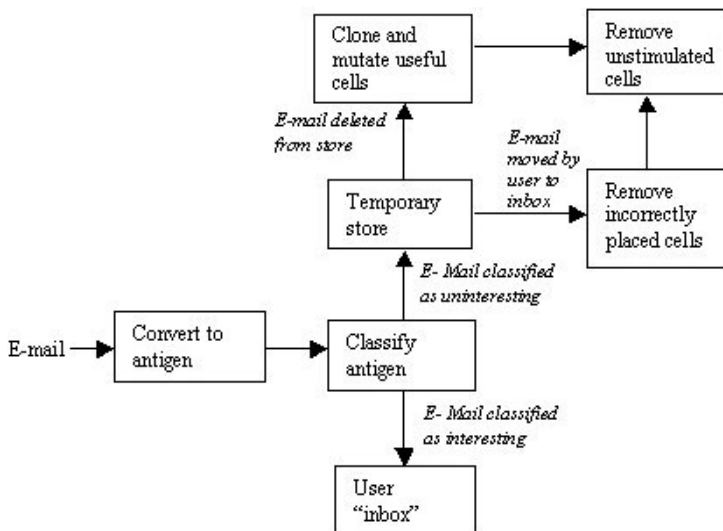 Clone and
mutate useful
cells
Remove
unstimulated
cells
E-mail deleted
from store
E-mail
moved by
user to
inbox
Temporary
store
Remove
incorrectly
placed cells
E- Mail classified
as uninteresting
E-mail
Convert to
antigen
Classify
antigen
E- Mail classified
as interesting
User
“inbox”